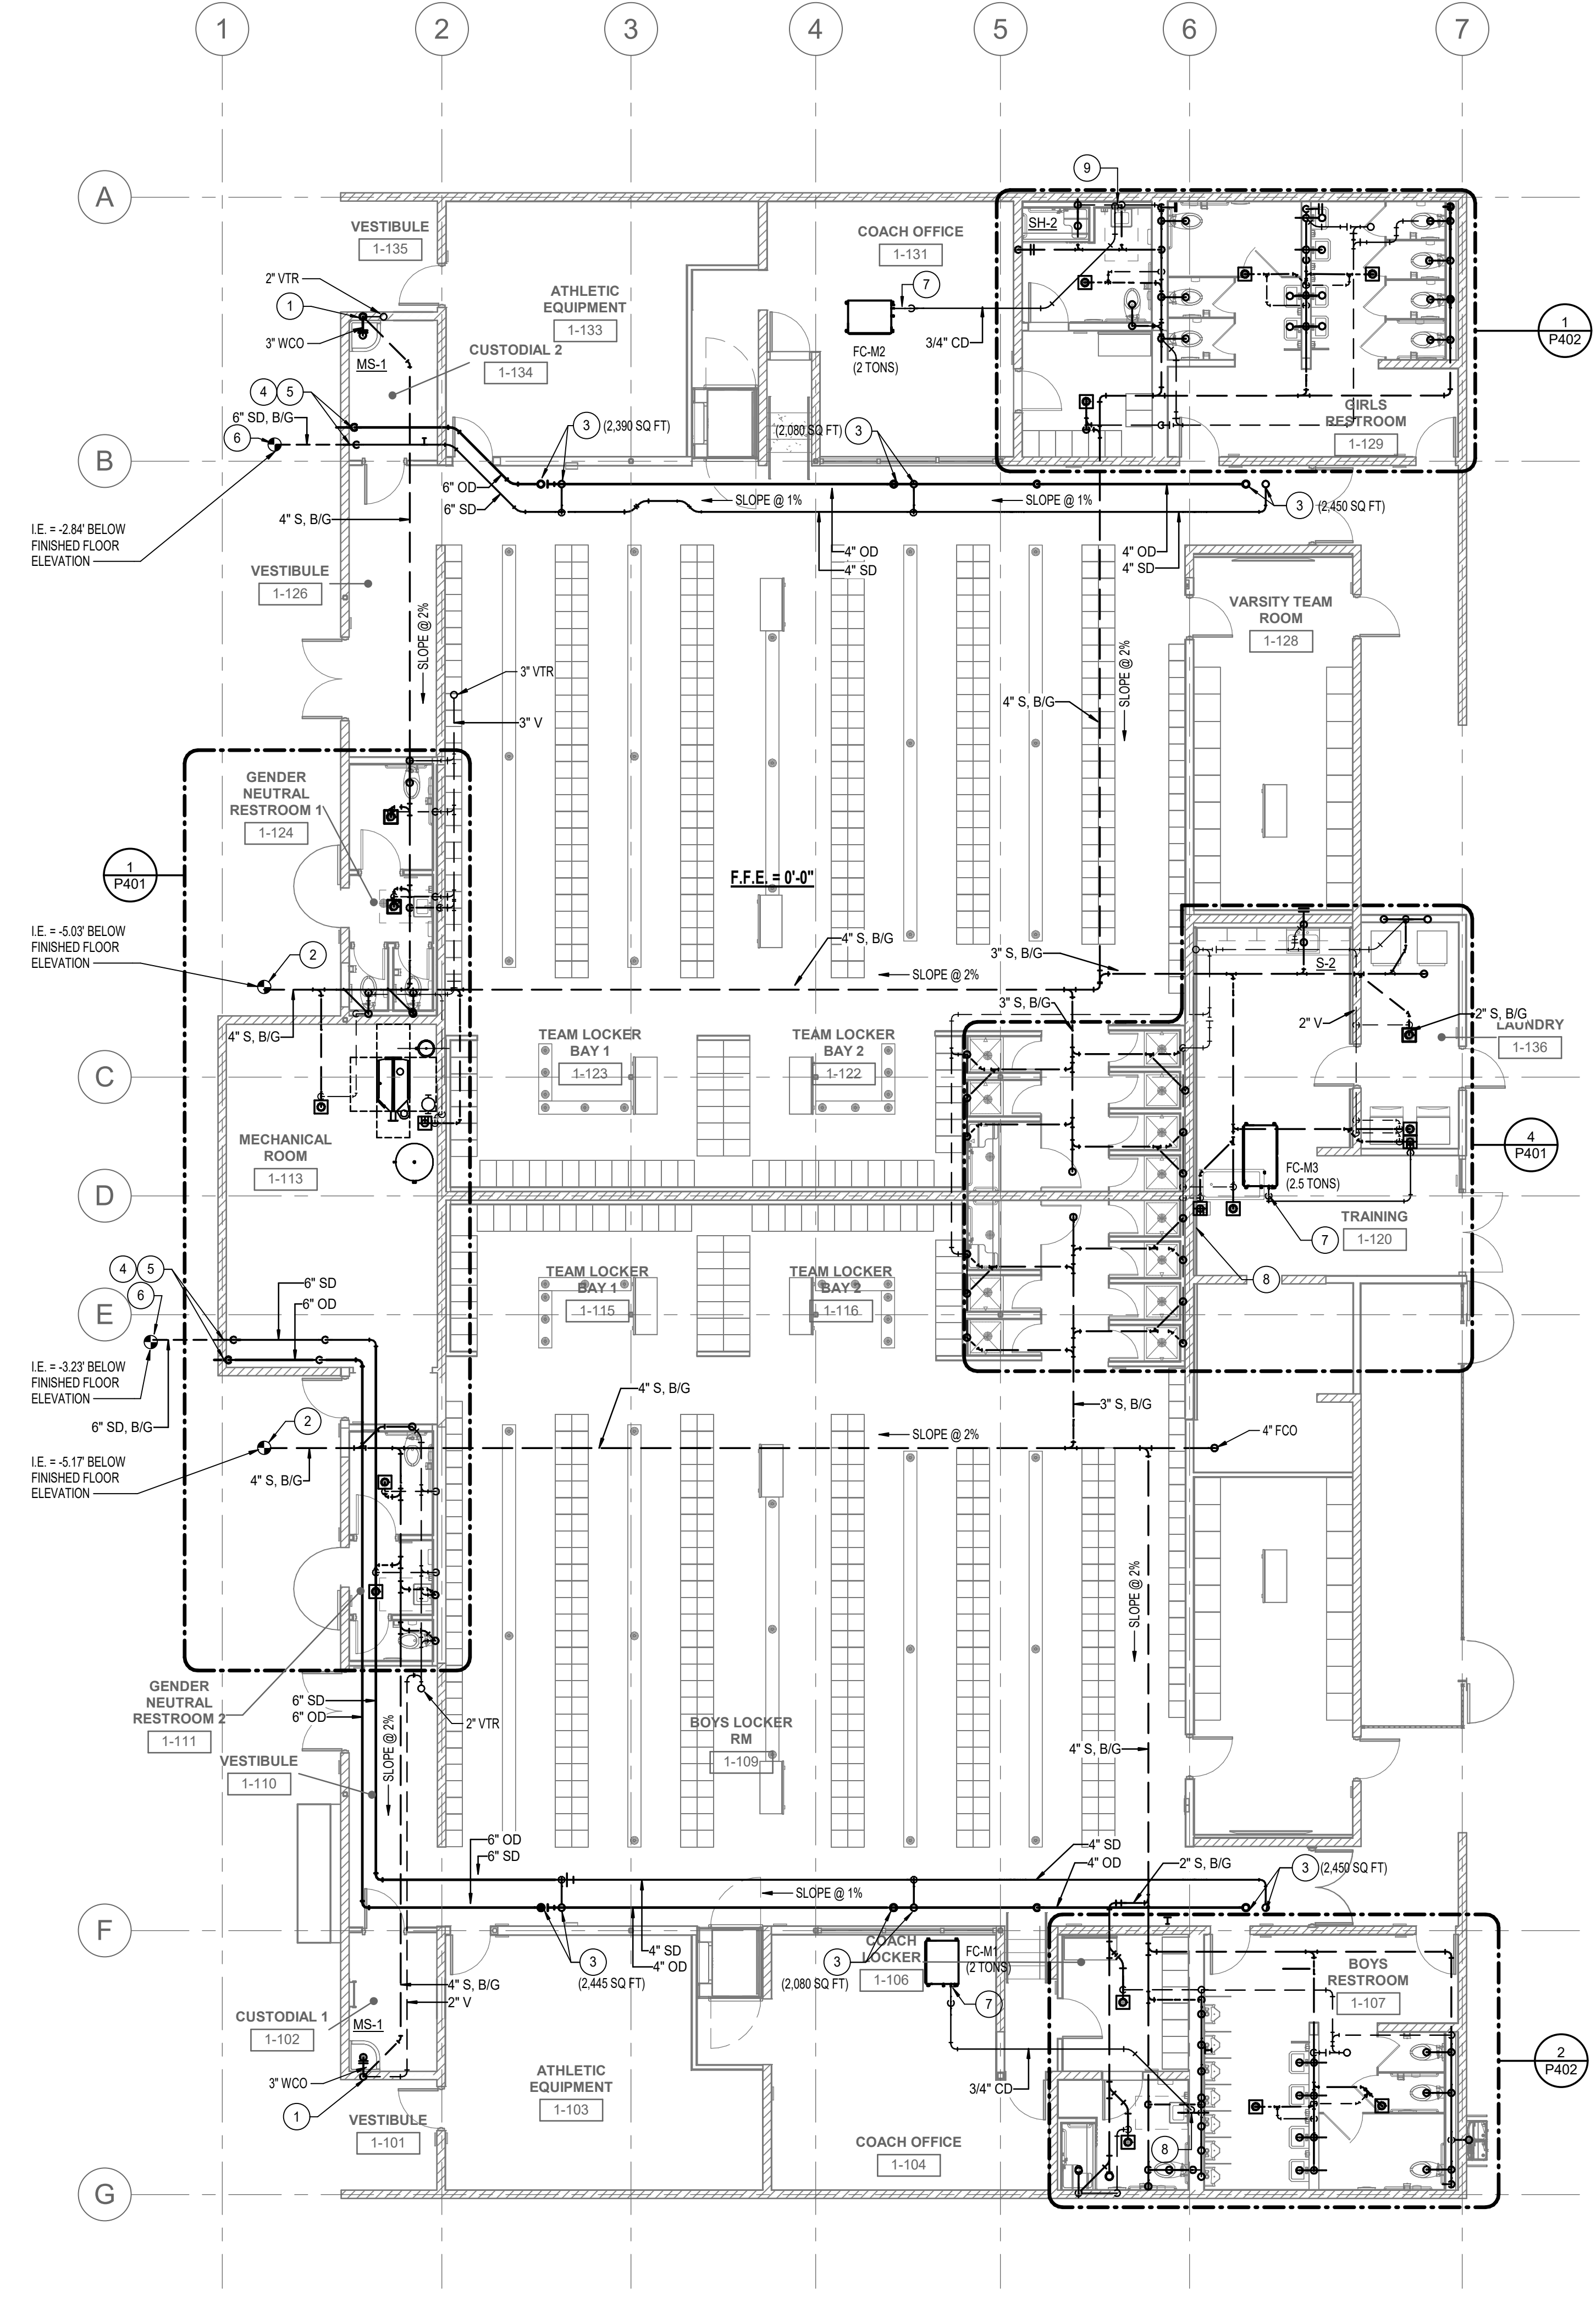 1
2
3
4
5
6
7
A
9
VESTIBULE
1-135
COACH OFFICE
1-131
SH-2
2" VTR
1
ATHLETIC
EQUIPMENT
1-133
7
3" WCO
MS-1
CUSTODIAL 2
1-134
FC-M2
(2 TONS)
3/4" CD
1
P402
4
5
6" SD, B/G
6
3
(2,390 SQ FT)
(2,080 SQ FT)
3
GIRLS
RESTROOM
1-129
B
6" OD
6" SD
SLOPE @ 1%
SLOPE @ 1%
3
(2,450 SQ FT)
4" S, B/G
I.E. = -2.84' BELOW
FINISHED FLOOR
ELEVATION
4" OD
4" SD
4" OD
4" SD
VESTIBULE
1-126
VARSITY TEAM
ROOM
1-128
SLOPE @ 2%
SLOPE @ 2%
3" VTR
3" V
4" S, B/G
GENDER
NEUTRAL
RESTROOM 1
1-124
1
P401
F.F.E. = 0'-0"
I.E. = -5.03' BELOW
FINISHED FLOOR
ELEVATION
2
4" S, B/G
3" S, B/G
SLOPE @ 2%
S-2
4" S, B/G
3" S, B/G
2" V
2" S, B/G
LAUNDRY
1-136
TEAM LOCKER
BAY 1
1-123
TEAM LOCKER
BAY 2
1-122
C
MECHANICAL
ROOM
1-113
4
P401
FC-M3
(2.5 TONS)
D
TRAINING
1-120
7
8
4
5
6
6" SD
6" OD
TEAM LOCKER
BAY 1
1-115
TEAM LOCKER
BAY 2
1-116
E
I.E. = -3.23' BELOW
FINISHED FLOOR
ELEVATION
6" SD, B/G
4" S, B/G
3" S, B/G
2
SLOPE @ 2%
4" FCO
I.E. = -5.17' BELOW
FINISHED FLOOR
ELEVATION
4" S, B/G
SLOPE @ 2%
GENDER
NEUTRAL
RESTROOM 2
1-111
6" SD
6" OD
2" VTR
BOYS LOCKER
RM
1-109
SLOPE @ 2%
4" S, B/G
VESTIBULE
1-110
6" OD
6" SD
4" SD
4" OD
2" S, B/G
3
(2,450 SQ FT)
SLOPE @ 1%
F
3
(2,445 SQ FT)
4" SD
4" OD
3
(2,080 SQ FT)
COACH
LOCKER
1-106
FC-M1
(2 TONS)
7
BOYS
RESTROOM
1-107
4" S, B/G
2" V
CUSTODIAL 1
1-102
MS-1
3" WCO
1
2
P402
ATHLETIC
EQUIPMENT
1-103
3/4" CD
VESTIBULE
1-101
COACH OFFICE
1-104
8
G